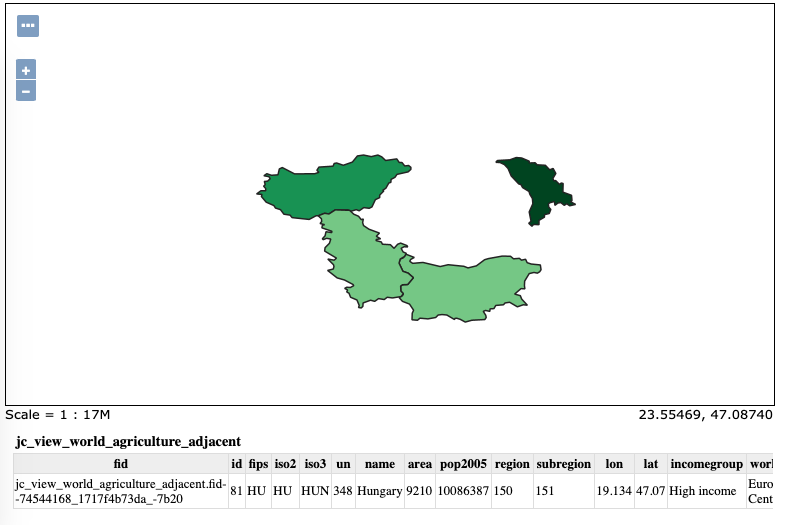 ...
+
−
Scale = 1 : 17M 23.55469, 47.08740
jc_view_world_agriculture_adjacent
fid id fips iso2 iso3 un name area pop2005 region subregion lon lat incomegroup worl
jc_view_world_agriculture_adjacent.fid- Euro
-74544168_1717f4b73da_-7b20 81 HU HU HUN 348 Hungary 9210 10086387 150 151 19.134 47.07 High income Cent